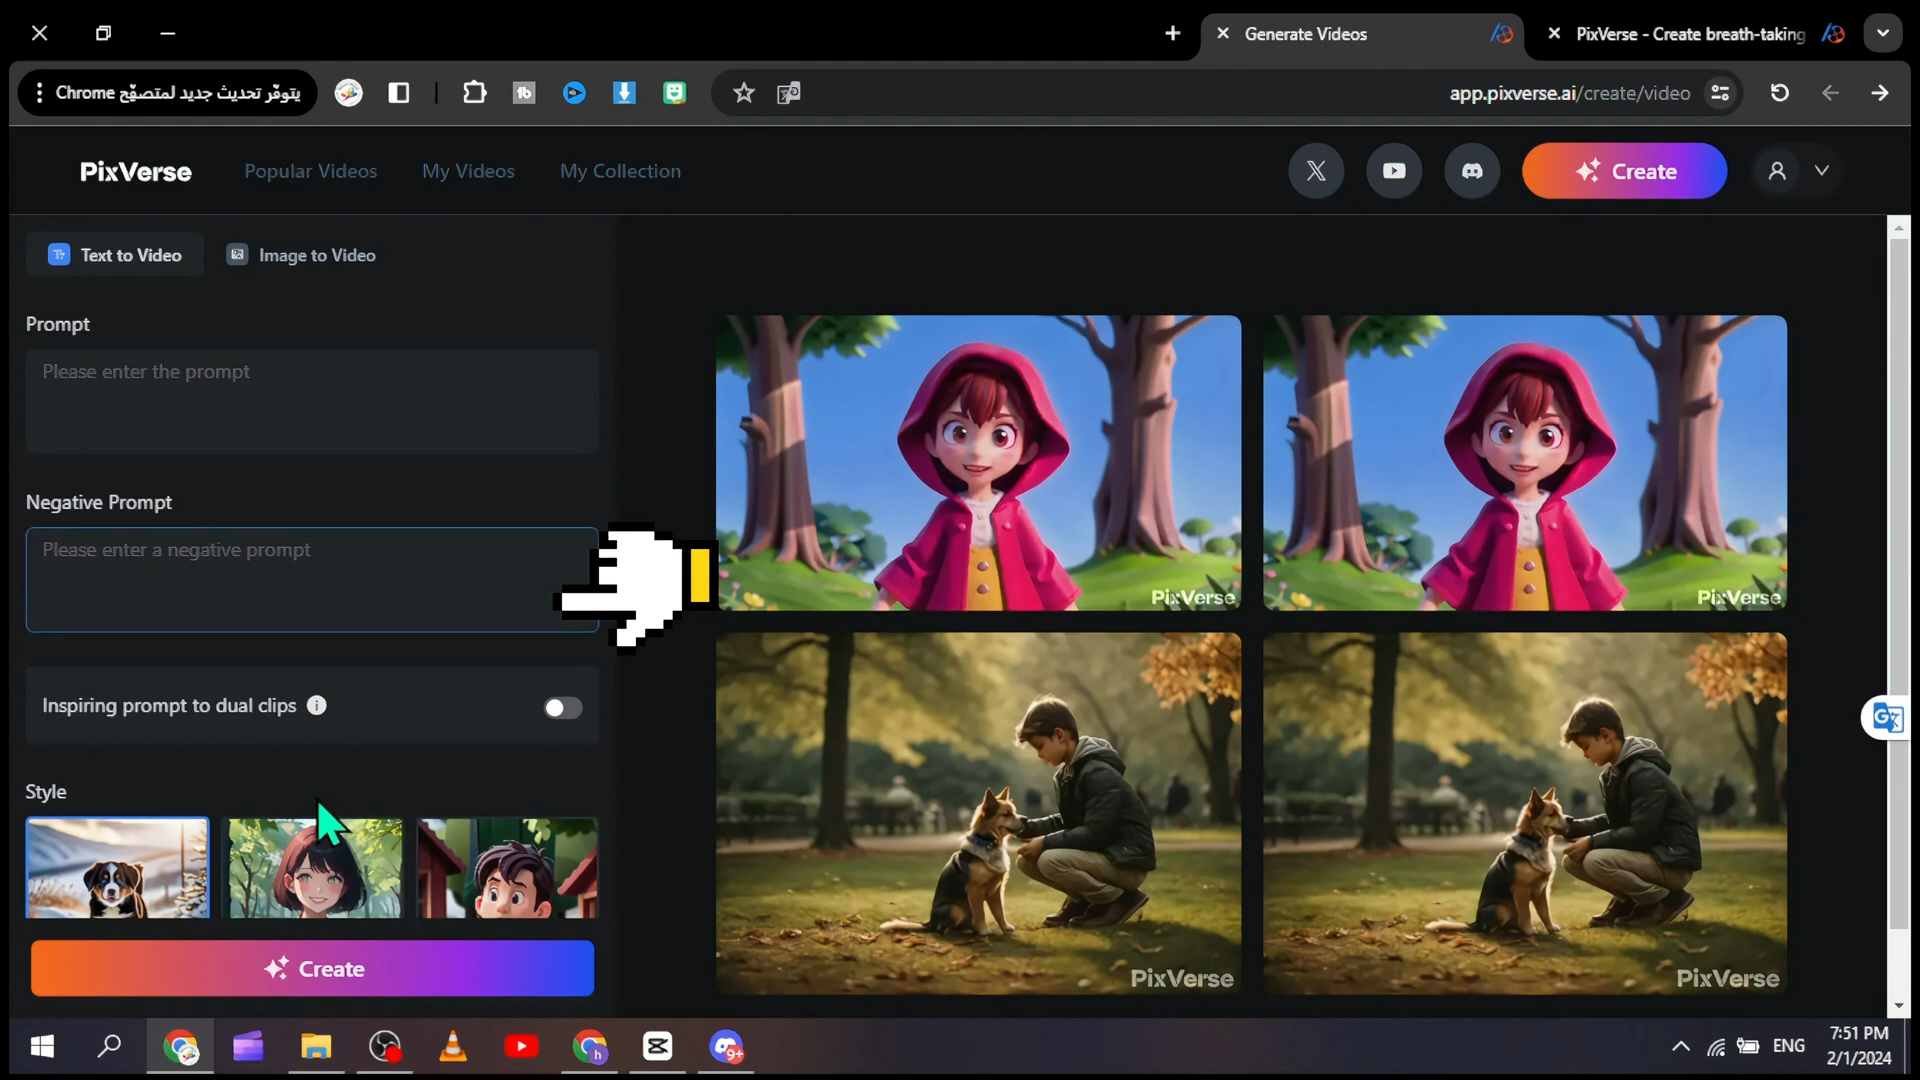 Generate Videos
PixVerse - Create breath-taking
يتوفّر تحديث جديد لمتصفّح Chrome
app.pixverse.ai/create/video
PixVerse
Popular Videos
My Videos
My Collection
Create
Text to Video
Image to Video
Prompt
Please enter the prompt
Negative Prompt
Please enter a negative prompt
Inspiring prompt to dual clips
Style
Create
PixVerse
PixVerse
PixVerse
PixVerse
9+
ENG
7:51 PM
2/1/2024